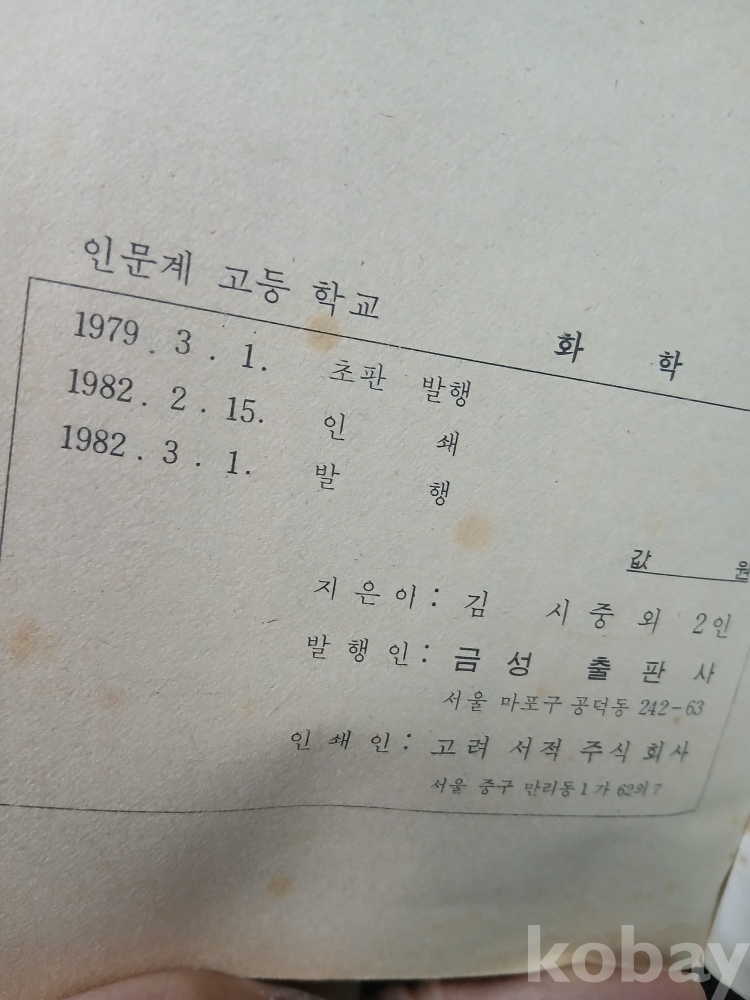 인문계 고등 학교 화 학
1979. 3. 1. 초판 발행
1982. 2. 15. 인 쇄
1982. 3. 1. 발 행
값 원
지 은 이 : 김 시 중 외 2인
발 행 인 : 금 성 출 판 사
서울 마포구 공덕동 242-63
인 쇄 인 : 고려 서적 주식 회사
서울 중구 만리동 1가 62의 7
kobay